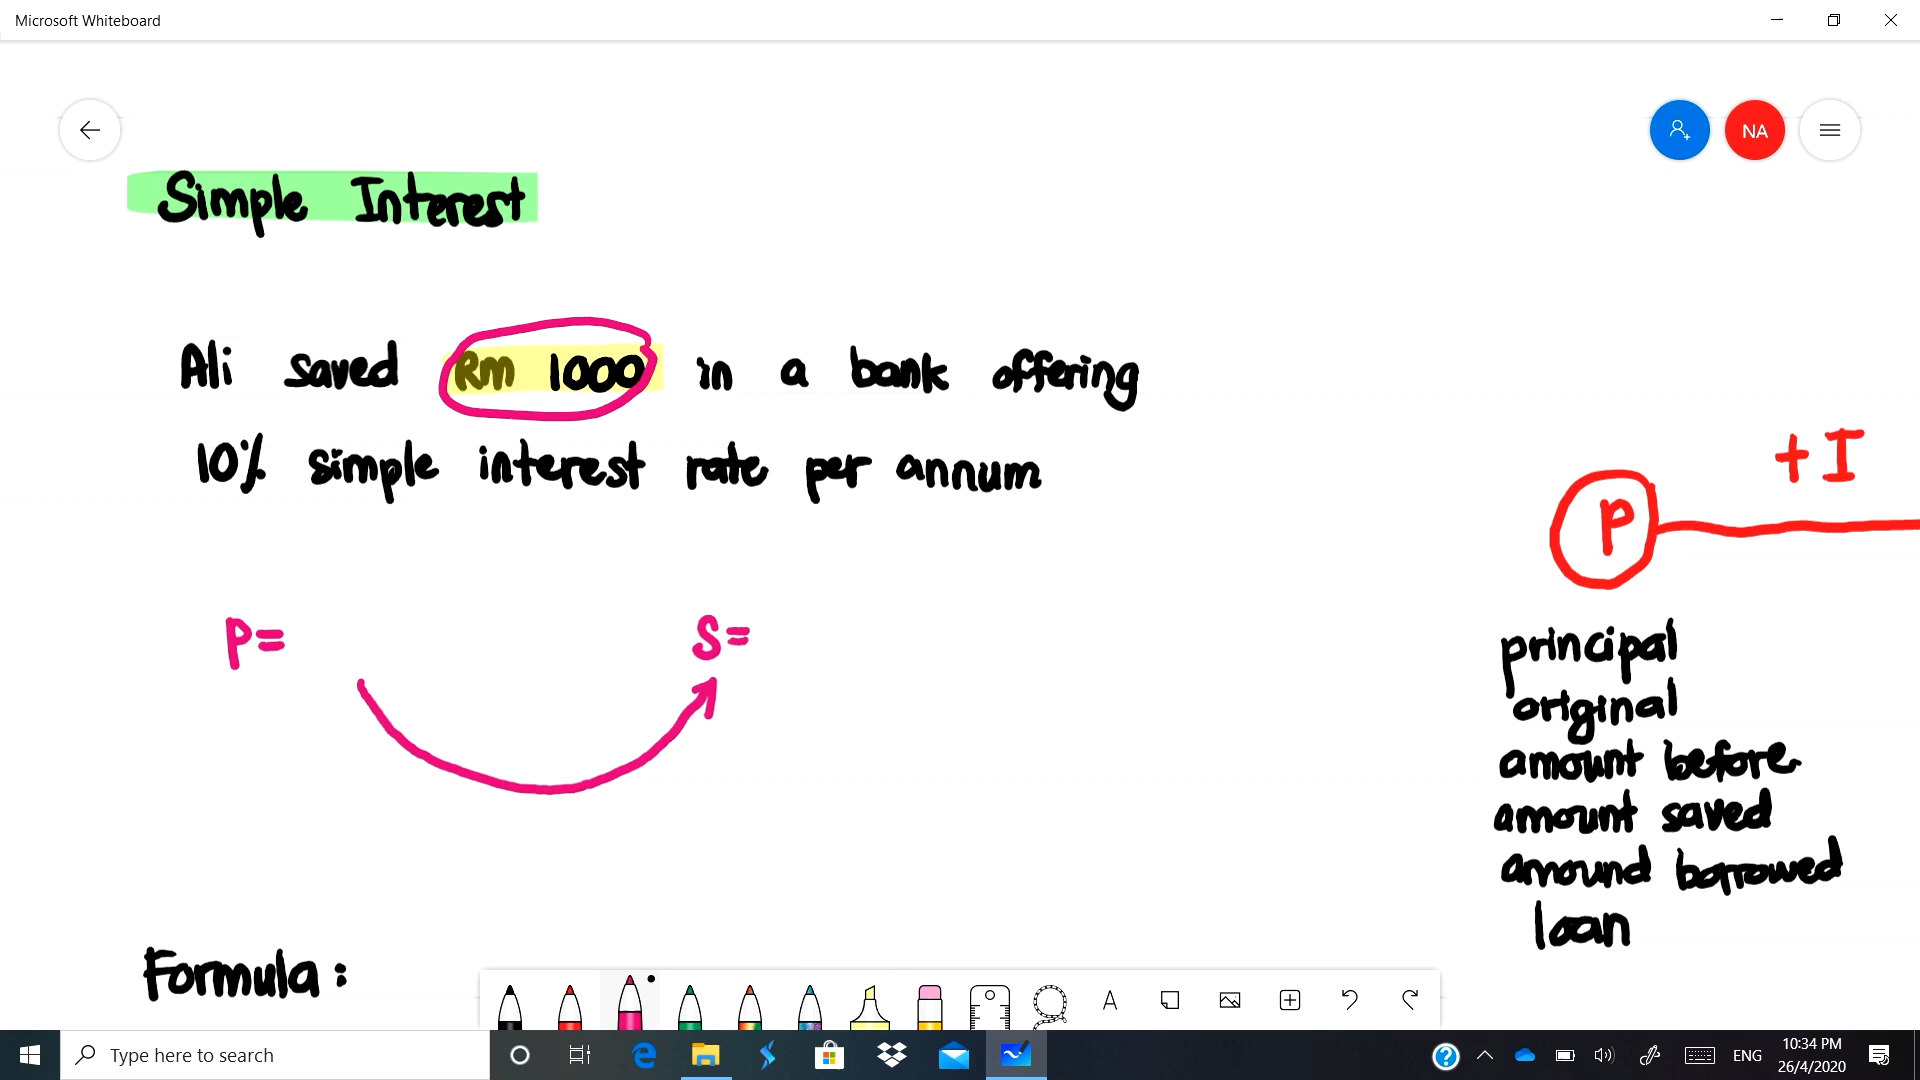 Microsoft Whiteboard
NA
Simple Interest
Ali saved Rm 1000 in a bank offering
10% simple interest rate per annum
+ I
P
P=
S=
principal
original
amount before
amount saved
amound borrowed
loan
Formula:
A
Type here to search
ENG
10:34 PM
26/4/2020